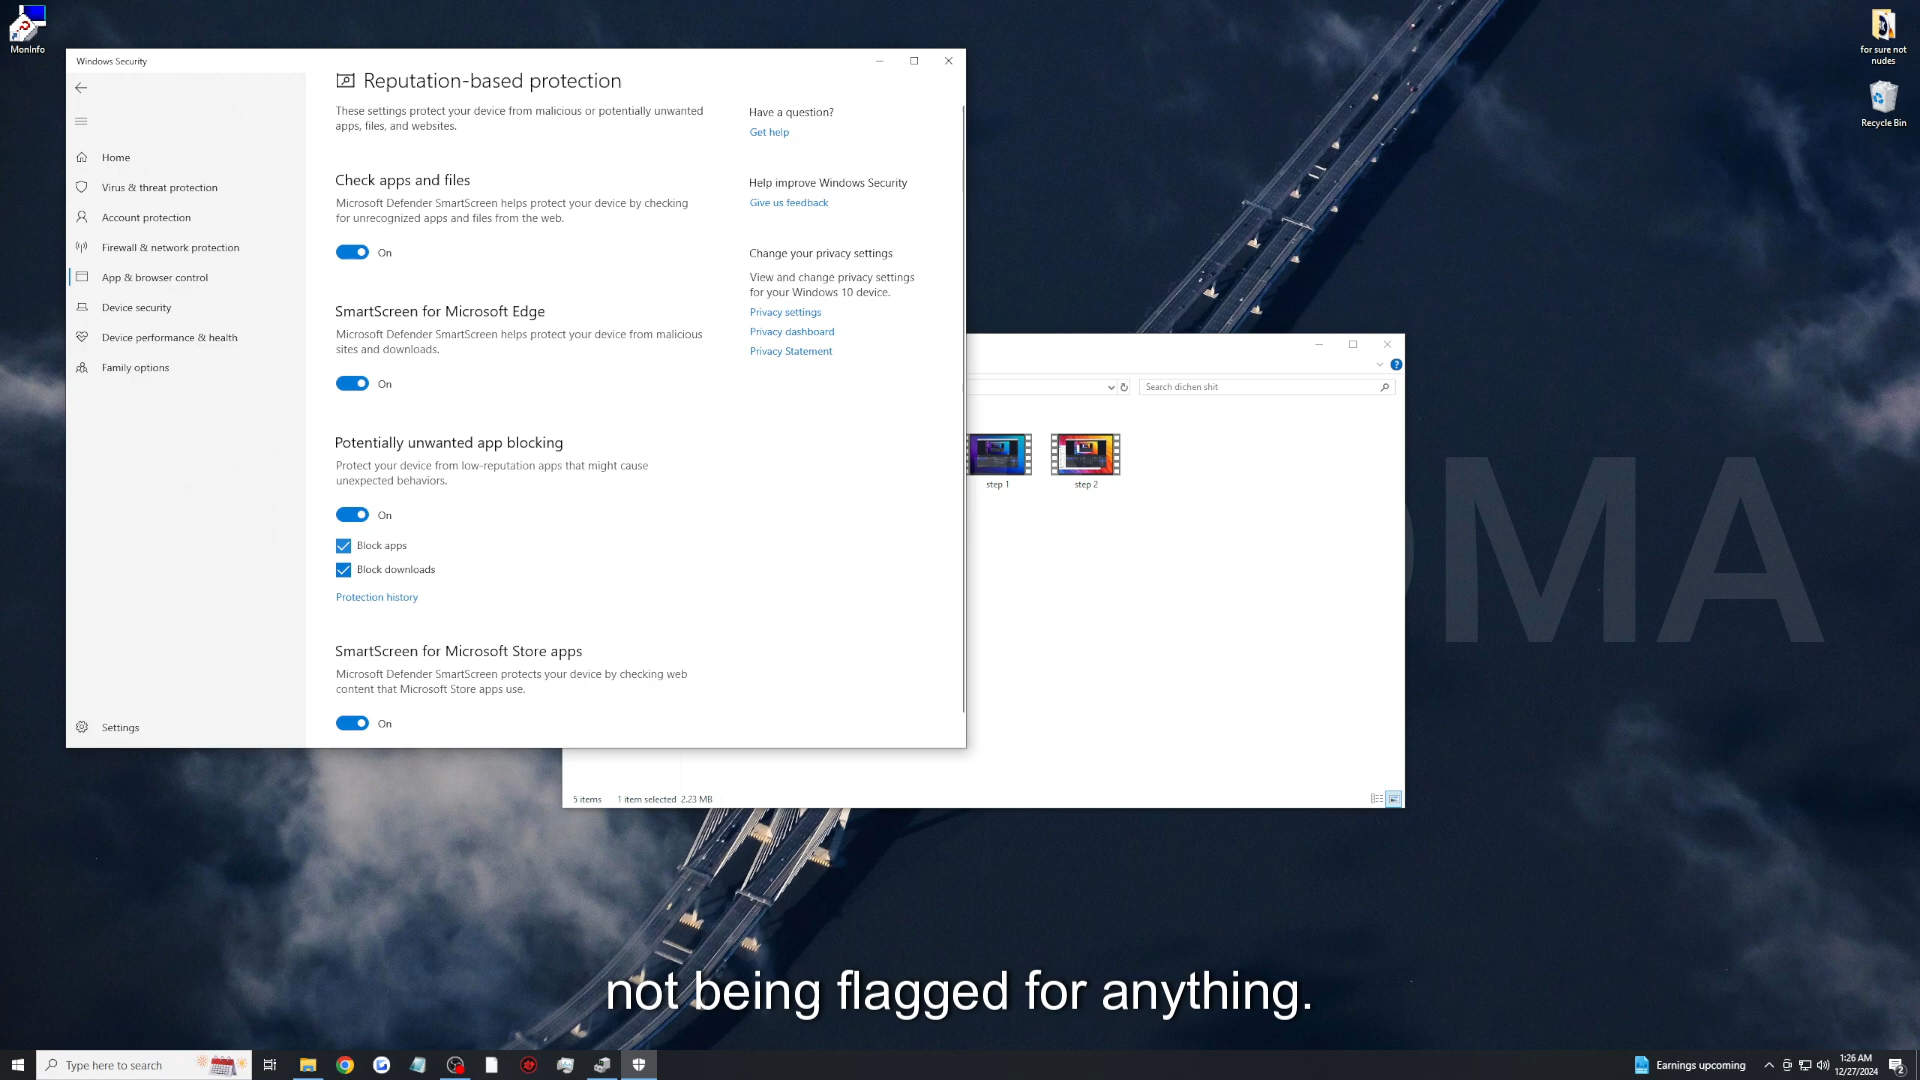 MonInfo
for sure not
nudes
Recycle Bin
Windows Security
Reputation-based protection
These settings protect your device from malicious or potentially unwanted
apps, files, and websites.
Home
Virus & threat protection
Account protection
Firewall & network protection
App & browser control
Device security
Device performance & health
Family options
Settings
Check apps and files
Microsoft Defender SmartScreen helps protect your device by checking
for unrecognized apps and files from the web.
On
SmartScreen for Microsoft Edge
Microsoft Defender SmartScreen helps protect your device from malicious
sites and downloads.
On
Potentially unwanted app blocking
Protect your device from low-reputation apps that might cause
unexpected behaviors.
On
Block apps
Block downloads
Protection history
SmartScreen for Microsoft Store apps
Microsoft Defender SmartScreen protects your device by checking web
content that Microsoft Store apps use.
On
Have a question?
Get help
Help improve Windows Security
Give us feedback
Change your privacy settings
View and change privacy settings
for your Windows 10 device.
Privacy settings
Privacy dashboard
Privacy Statement
Search dichen shit
step 1
step 2
5 items
1 item selected 2.23 MB
MA
not being flagged for anything.
Type here to search
Earnings upcoming
1:26 AM
12/27/2024
2